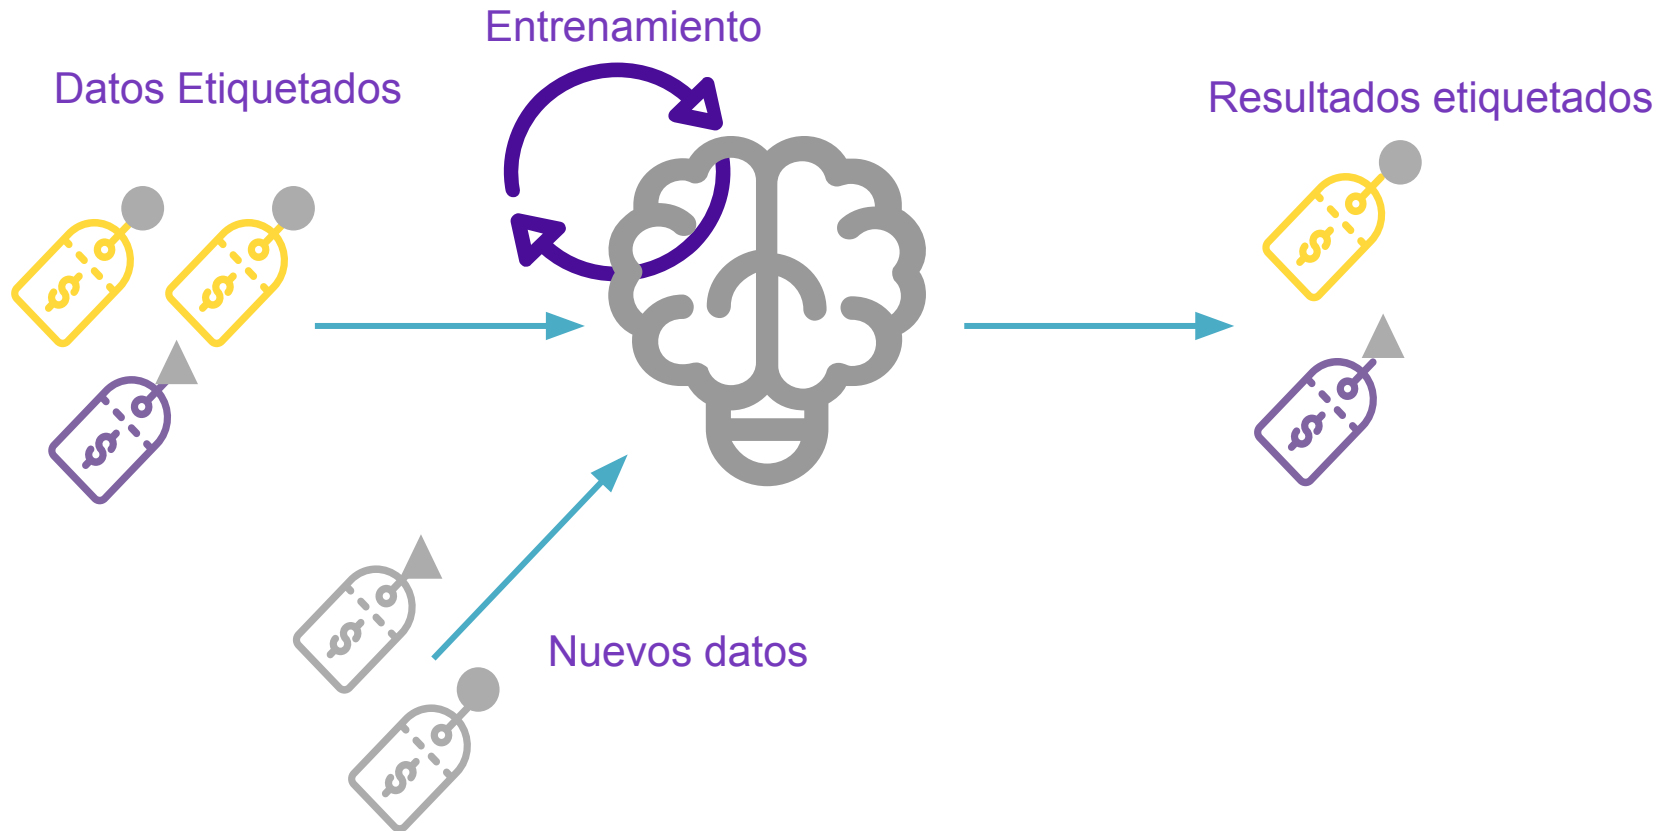 Entrenamiento
Datos Etiquetados
Resultados etiquetados
$
$
$
$
$
$
$
Nuevos datos